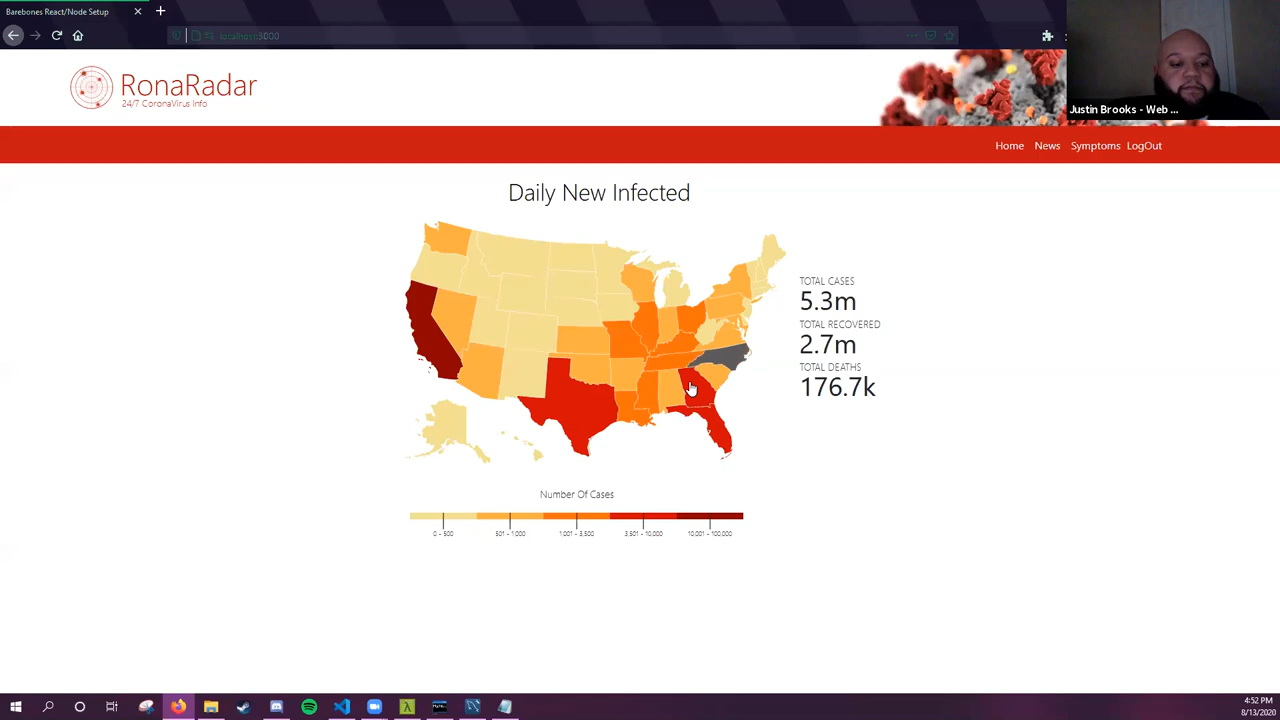 Barebones React/Node Setup
localhost:3000
RonaRadar
24/7 CoronaVirus Info
Justin Brooks - Web ...
Home News Symptoms LogOut
Daily New Infected
TOTAL CASES
5.3m
TOTAL RECOVERED
2.7m
TOTAL DEATHS
176.7k
Number Of Cases
0 - 500 501 - 1,000 1,001 - 3,500 3,501 - 10,000 10,001 - 100,000
4:52 PM
8/13/2020